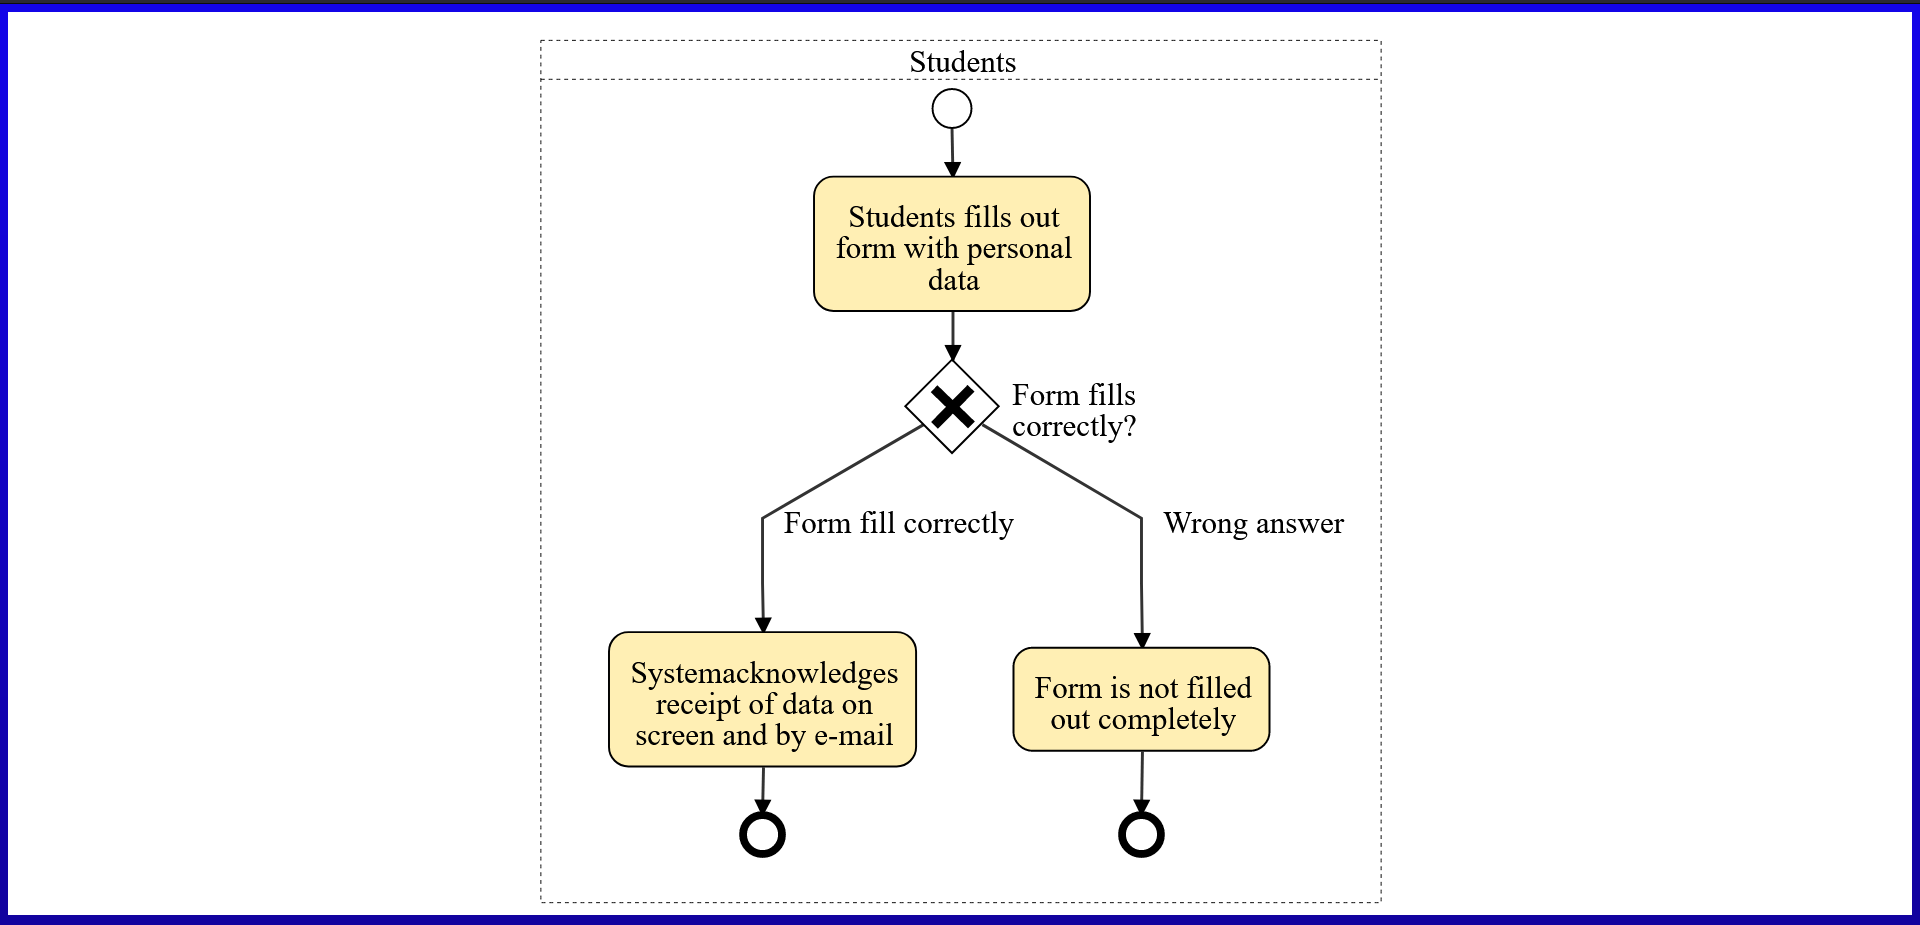 Students
Students fills out
form with personal
data
Form fills
correctly?
Form fill correctly
Wrong answer
Systemacknowledges
receipt of data on
screen and by e-mail
Form is not filled
out completely